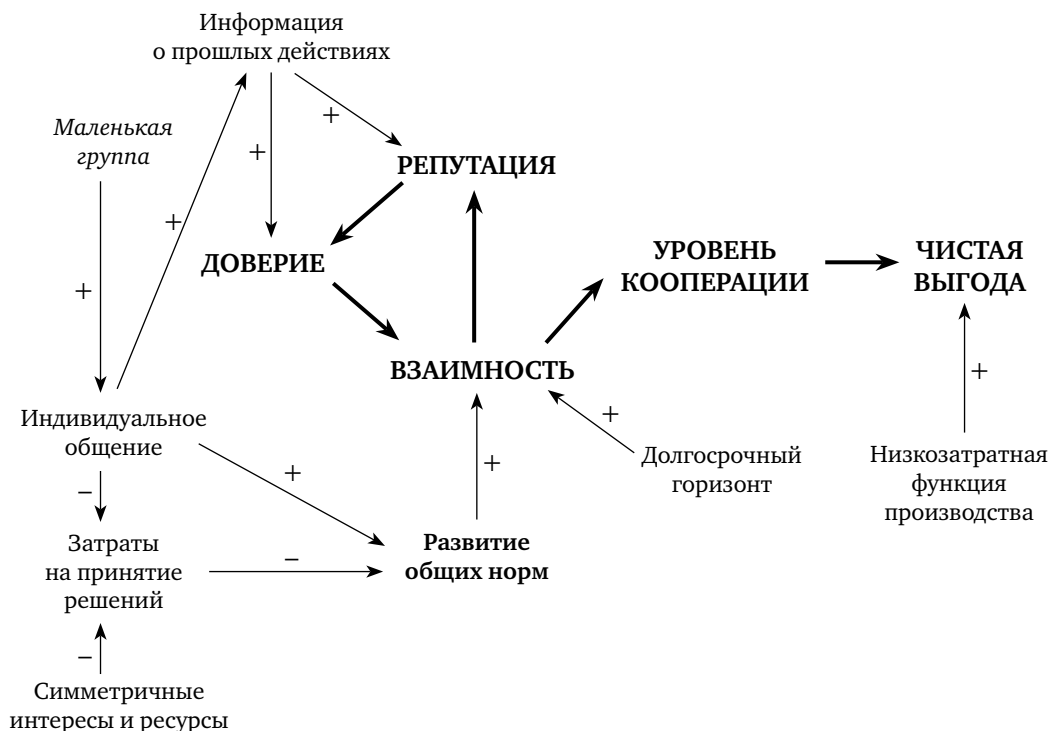 Информация
о прошлых действиях
+
Маленькая
группа
+
РЕПУТАЦИЯ
+
+
ДОВЕРИЕ
УРОВЕНЬ
КООПЕРАЦИИ
ЧИСТАЯ
ВЫГОДА
+
ВЗАИМНОСТЬ
+
Индивидуальное
общение
+
Долгосрочный
горизонт
Низкозатратная
функция
производства
+
+
–
Затраты
на принятие
решений
–
Развитие
общих норм
–
Симметричные
интересы и ресурсы